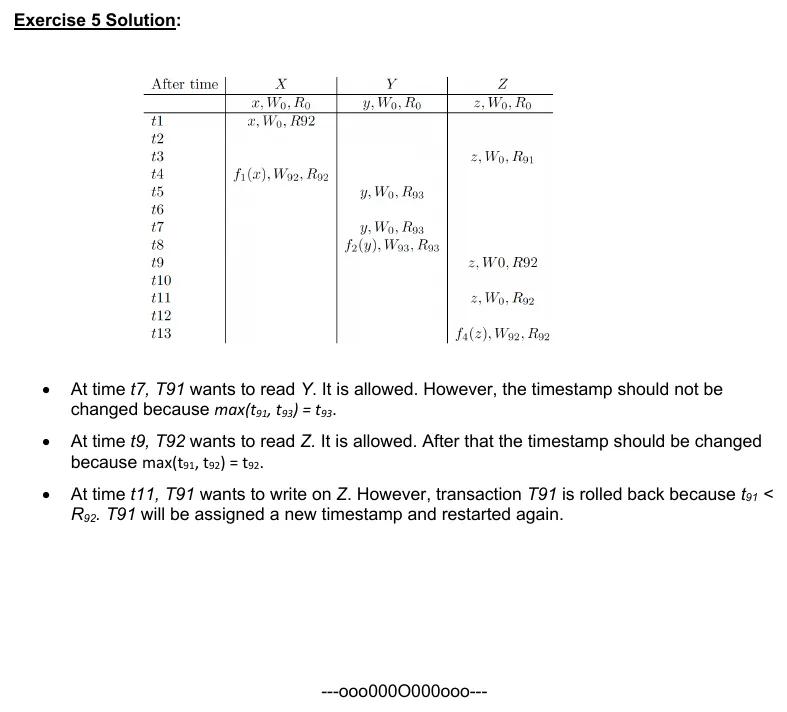 Exercise 5 Solution:
After time X Y Z
x, W₀, R₀ y, W₀, R₀ z, W₀, R₀
t1 x, W₀, R92
t2
t3 z, W₀, R₉₁
t4 f₁(x), W₉₂, R₉₂
t5 y, W₀, R₉₃
t6
t7 y, W₀, R₉₃
t8 f₂(y), W₉₃, R₉₃
t9 z, W0, R92
t10
t11 z, W₀, R₉₂
t12
t13 f₄(z), W₉₂, R₉₂
• At time t7, T91 wants to read Y. It is allowed. However, the timestamp should not be
changed because max(t₉₁, t₉₃) = t₉₃.
• At time t9, T92 wants to read Z. It is allowed. After that the timestamp should be changed
because max(t₉₁, t₉₂) = t₉₂.
• At time t11, T91 wants to write on Z. However, transaction T91 is rolled back because t₉₁ <
R₉₂. T91 will be assigned a new timestamp and restarted again.
---ooo000O000ooo---